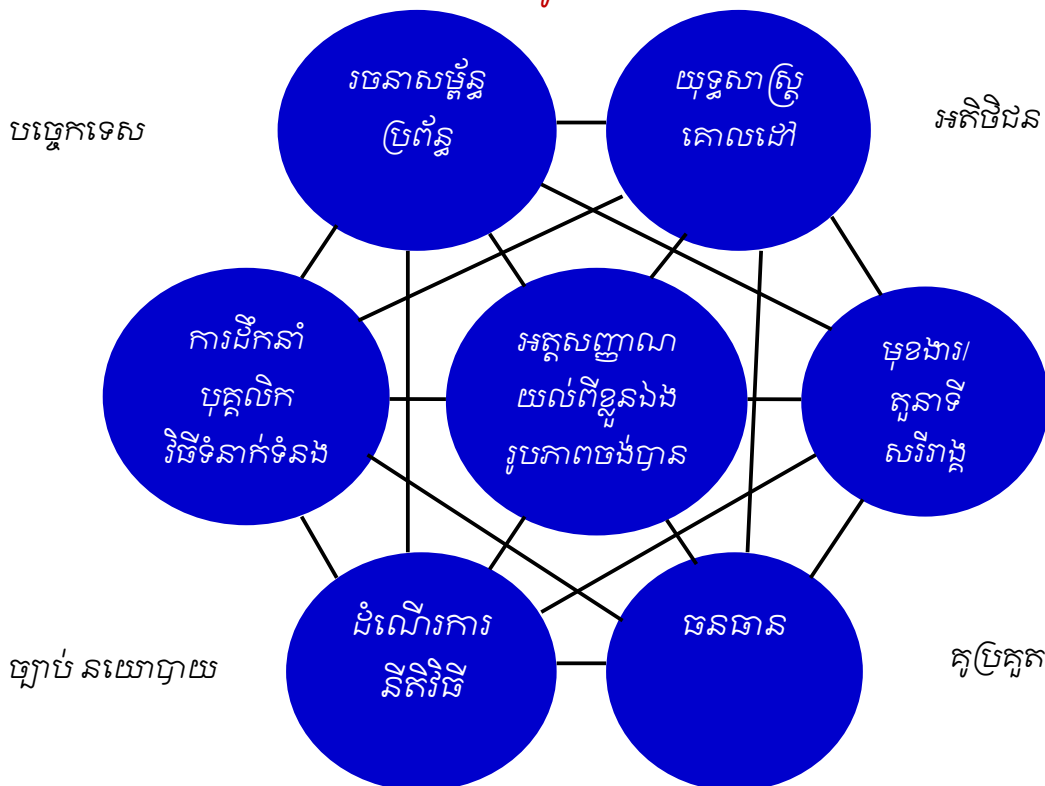 រចនាសម្ព័ន្ធ
ប្រព័ន្ធ
យុទ្ធសាស្ត្រ
គោលដៅ
បច្ចេកទេស
អតិថិជន
ការដឹកនាំ
បុគ្គលិក
វិធីទំនាក់ទំនង
អត្តសញ្ញាណ
យល់ពីខ្លួនឯង
រូបភាពចង់បាន
មុខងារ/
តួនាទី
សរីរាង្គ
ដំណើរការ
នីតិវិធី
ធនធាន
ច្បាប់ នយោបាយ
គូប្រគួត